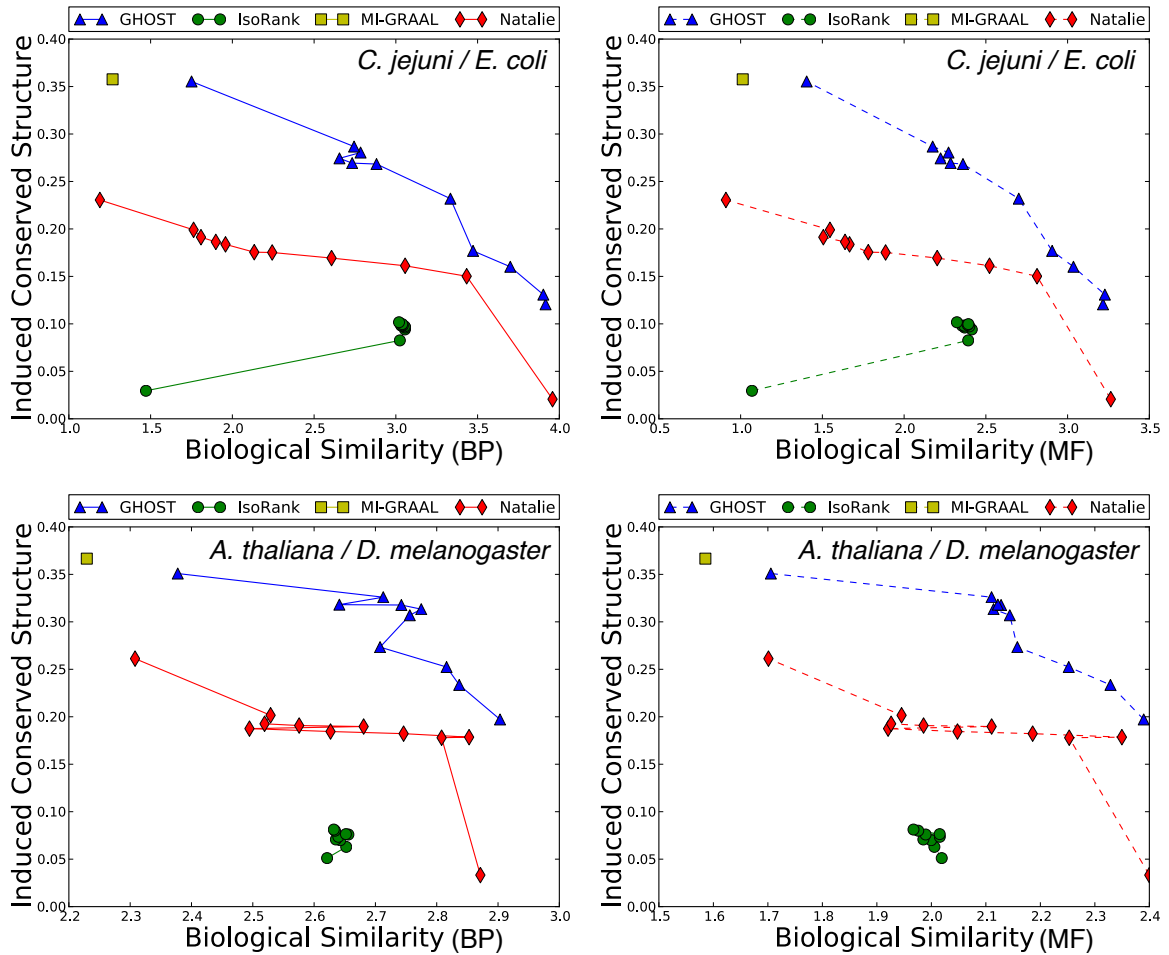 GHOST IsoRank MI-GRAAL Natalie
C. jejuni / E. coli
Induced Conserved Structure
0.40
0.35
0.30
0.25
0.20
0.15
0.10
0.05
0.00
1.0 1.5 2.0 2.5 3.0 3.5 4.0
Biological Similarity (BP)
GHOST IsoRank MI-GRAAL Natalie
C. jejuni / E. coli
Induced Conserved Structure
0.40
0.35
0.30
0.25
0.20
0.15
0.10
0.05
0.00
0.5 1.0 1.5 2.0 2.5 3.0 3.5
Biological Similarity (MF)
GHOST IsoRank MI-GRAAL Natalie
A. thaliana / D. melanogaster
Induced Conserved Structure
0.40
0.35
0.30
0.25
0.20
0.15
0.10
0.05
0.00
2.2 2.3 2.4 2.5 2.6 2.7 2.8 2.9 3.0
Biological Similarity (BP)
GHOST IsoRank MI-GRAAL Natalie
A. thaliana / D. melanogaster
Induced Conserved Structure
0.40
0.35
0.30
0.25
0.20
0.15
0.10
0.05
0.00
1.5 1.6 1.7 1.8 1.9 2.0 2.1 2.2 2.3 2.4
Biological Similarity (MF)